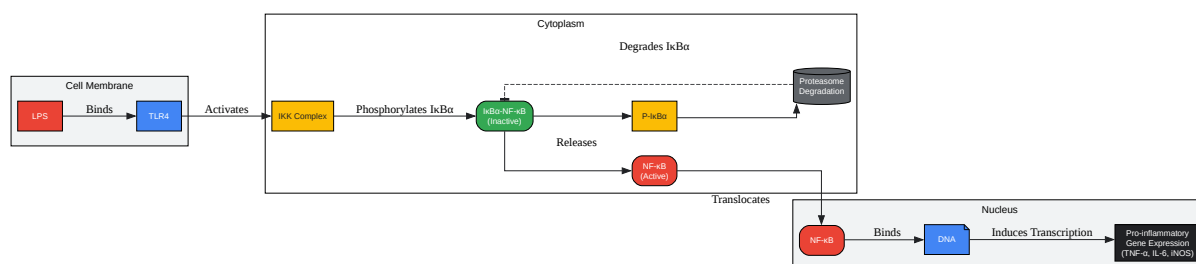 Cytoplasm
Degrades IκBα
Cell Membrane
Proteasome
Degradation
LPS
Binds
TLR4
Activates
IKK Complex
Phosphorylates IκBα
IκBα-NF-κB
(Inactive)
P-IκBα
Releases
NF-κB
(Active)
Translocates
Nucleus
NF-κB
Binds
DNA
Induces Transcription
Pro-inflammatory
Gene Expression
(TNF-α, IL-6, iNOS)